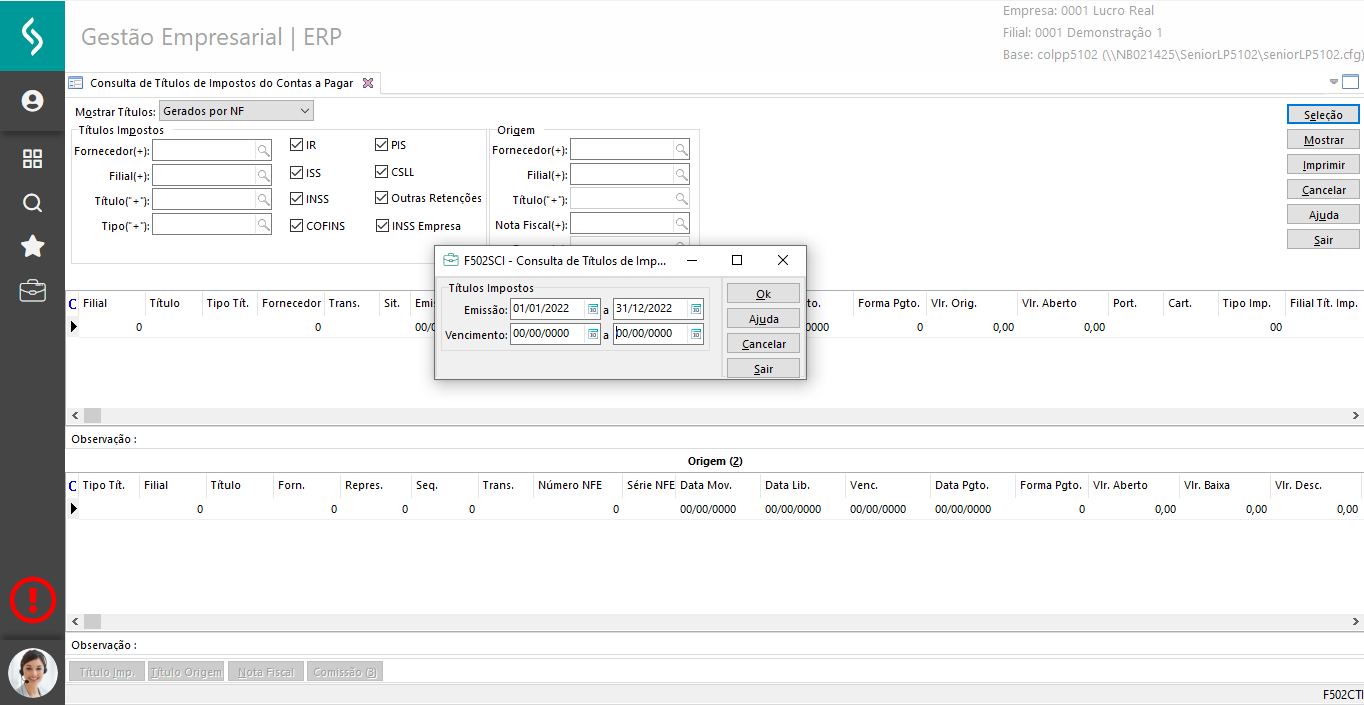 Gestão Empresarial | ERP
Empresa: 0001 Lucro Real
Filial: 0001 Demonstração 1
Base: colpp5102 (\\NB021425\SeniorLP5102\seniorLP5102.cfg)
Consulta de Títulos de Impostos do Contas a Pagar
Mostrar Títulos: Gerados por NF
Títulos Impostos
Fornecedor(+):
Filial(+):
Título("+"):
Tipo("+"):
IR
ISS
INSS
COFINS
PIS
CSLL
Outras Retenções
INSS Empresa
Origem
Fornecedor(+):
Filial(+):
Título("+"):
Nota Fiscal(+):
Seleção
Mostrar
Imprimir
Cancelar
Ajuda
Sair
F502SCI - Consulta de Títulos de Imp...
Títulos Impostos
Emissão: 01/01/2022 a 31/12/2022
Vencimento: 00/00/0000 a 00/00/0000
Ok
Ajuda
Cancelar
Sair
C Filial Título Tipo Tít. Fornecedor Trans. Sit. Forma Pgto. Vlr. Orig. Vlr. Aberto Port. Cart. Tipo Imp. Filial Tít. Imp.
0 0 0 0,00 0,00 00
Observação :
Origem (2)
C Tipo Tít. Filial Título Forn. Repres. Seq. Trans. Número NFE Série NFE Data Mov. Data Lib. Venc. Data Pgto. Forma Pgto. Vlr. Aberto Vlr. Baixa Vlr. Desc.
0 0 0 0 0 00/00/0000 00/00/0000 00/00/0000 00/00/0000 0 0,00 0,00 0,00
Observação :
Título Imp. Título Origem Nota Fiscal Comissão (3)
F502CTI